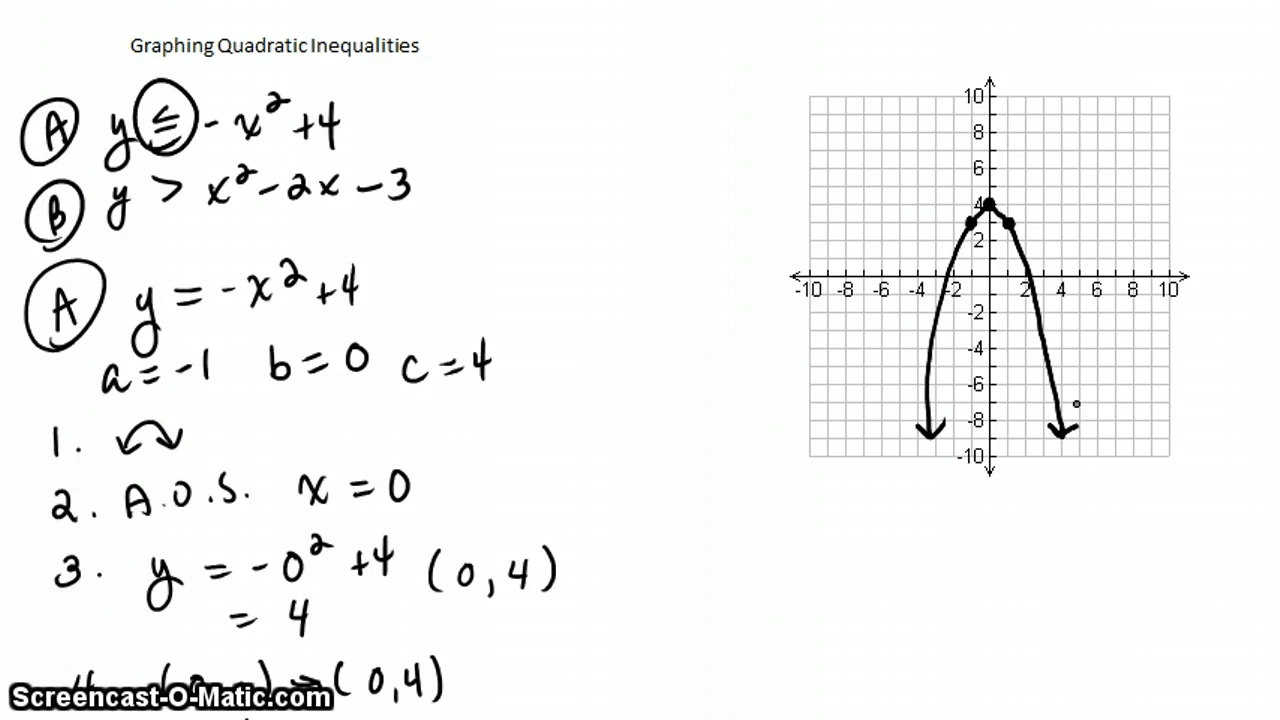 Graphing Quadratic Inequalities
(A) y ≤ - x² + 4
(B) y > x² - 2x - 3
(A) y = - x² + 4
a = -1 b = 0 c = 4
1.
2. A.O.S. x = 0
3. y = - 0² + 4 (0, 4)
= 4
(0, 4)
Screencast-O-Matic.com
10
8
6
4
2
-10 -8 -6 -4 -2 2 4 6 8 10
-2
-4
-6
-8
-10